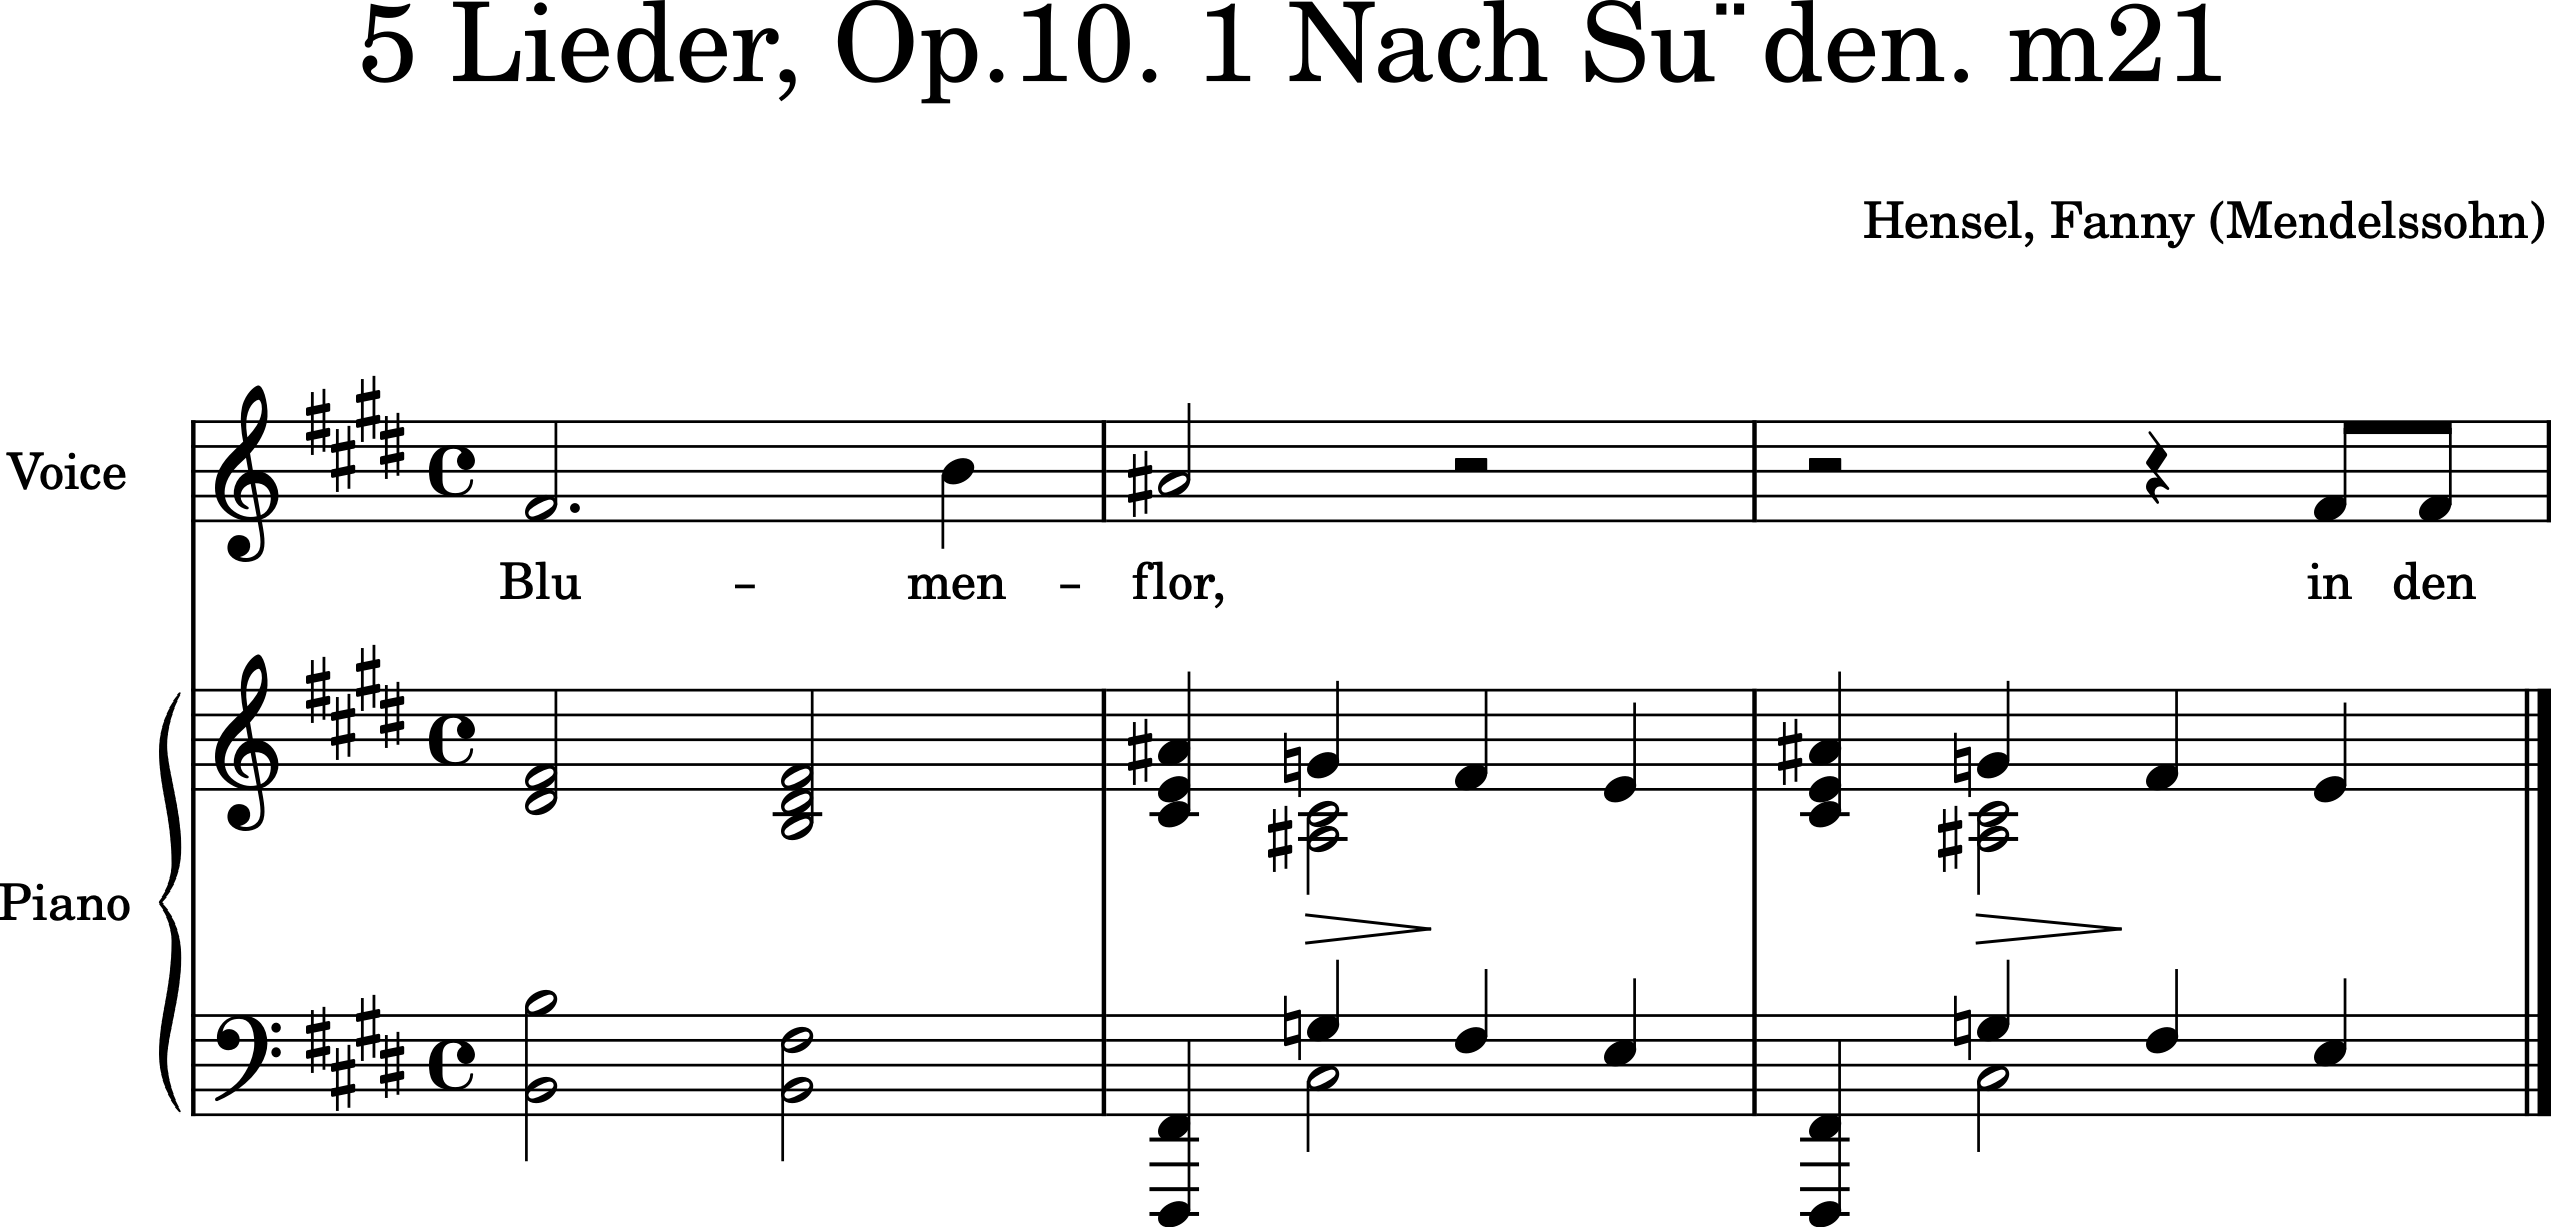 5 Lieder, Op.10. 1 Nach Su¨ den. m21
Hensel, Fanny (Mendelssohn)
Voice
Blu - men - flor, in den
Piano